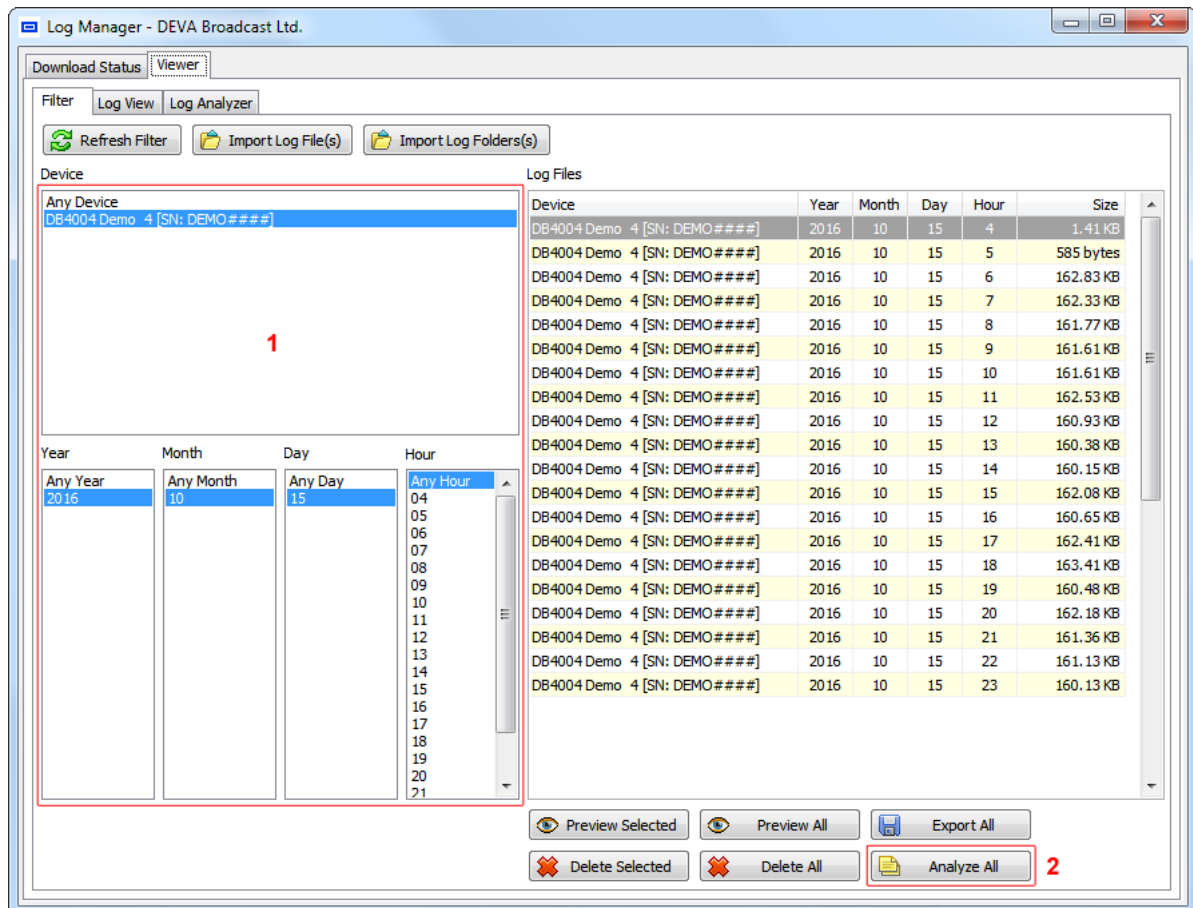 Log Manager - DEVA Broadcast Ltd.
Download Status Viewer
Filter Log View Log Analyzer
Refresh Filter Import Log File(s) Import Log Folders(s)
Device
Any Device
DB4004 Demo 4 [SN: DEMO####]
1
Year Month Day Hour
Any Year Any Month Any Day Any Hour
2016 10 15 04
05
06
07
08
09
10
11
12
13
14
15
16
17
18
19
20
21
Log Files
Device Year Month Day Hour Size
DB4004 Demo 4 [SN: DEMO####] 2016 10 15 4 1.41 KB
DB4004 Demo 4 [SN: DEMO####] 2016 10 15 5 585 bytes
DB4004 Demo 4 [SN: DEMO####] 2016 10 15 6 162.83 KB
DB4004 Demo 4 [SN: DEMO####] 2016 10 15 7 162.33 KB
DB4004 Demo 4 [SN: DEMO####] 2016 10 15 8 161.77 KB
DB4004 Demo 4 [SN: DEMO####] 2016 10 15 9 161.61 KB
DB4004 Demo 4 [SN: DEMO####] 2016 10 15 10 161.61 KB
DB4004 Demo 4 [SN: DEMO####] 2016 10 15 11 162.53 KB
DB4004 Demo 4 [SN: DEMO####] 2016 10 15 12 160.93 KB
DB4004 Demo 4 [SN: DEMO####] 2016 10 15 13 160.38 KB
DB4004 Demo 4 [SN: DEMO####] 2016 10 15 14 160.15 KB
DB4004 Demo 4 [SN: DEMO####] 2016 10 15 15 162.08 KB
DB4004 Demo 4 [SN: DEMO####] 2016 10 15 16 160.65 KB
DB4004 Demo 4 [SN: DEMO####] 2016 10 15 17 162.41 KB
DB4004 Demo 4 [SN: DEMO####] 2016 10 15 18 163.41 KB
DB4004 Demo 4 [SN: DEMO####] 2016 10 15 19 160.48 KB
DB4004 Demo 4 [SN: DEMO####] 2016 10 15 20 162.18 KB
DB4004 Demo 4 [SN: DEMO####] 2016 10 15 21 161.36 KB
DB4004 Demo 4 [SN: DEMO####] 2016 10 15 22 161.13 KB
DB4004 Demo 4 [SN: DEMO####] 2016 10 15 23 160.13 KB
Preview Selected Preview All Export All
Delete Selected Delete All Analyze All 2